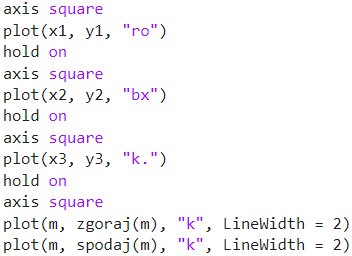 axis square
plot(x1, y1, "ro")
hold on
axis square
plot(x2, y2, "bx")
hold on
axis square
plot(x3, y3, "k.")
hold on
axis square
plot(m, zgoraj(m), "k", LineWidth = 2)
plot(m, spodaj(m), "k", LineWidth = 2)